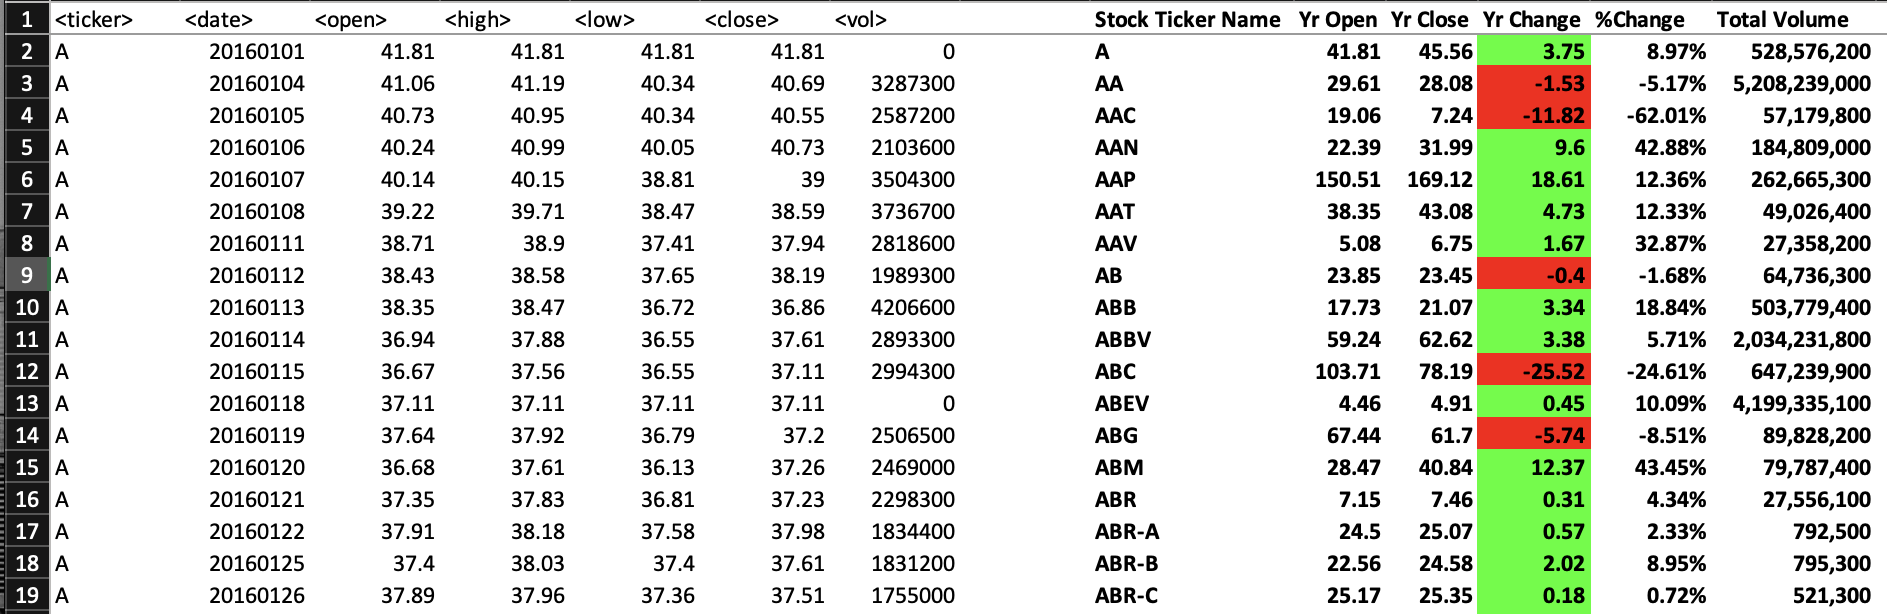 1 <ticker> <date> <open> <high> <low> <close> <vol> Stock Ticker Name Yr Open Yr Close Yr Change %Change Total Volume
2 A 20160101 41.81 41.81 41.81 41.81 0 A 41.81 45.56 3.75 8.97% 528,576,200
3 A 20160104 41.06 41.19 40.34 40.69 3287300 AA 29.61 28.08 -1.53 -5.17% 5,208,239,000
4 A 20160105 40.73 40.95 40.34 40.55 2587200 AAC 19.06 7.24 -11.82 -62.01% 57,179,800
5 A 20160106 40.24 40.99 40.05 40.73 2103600 AAN 22.39 31.99 9.6 42.88% 184,809,000
6 A 20160107 40.14 40.15 38.81 39 3504300 AAP 150.51 169.12 18.61 12.36% 262,665,300
7 A 20160108 39.22 39.71 38.47 38.59 3736700 AAT 38.35 43.08 4.73 12.33% 49,026,400
8 A 20160111 38.71 38.9 37.41 37.94 2818600 AAV 5.08 6.75 1.67 32.87% 27,358,200
9 A 20160112 38.43 38.58 37.65 38.19 1989300 AB 23.85 23.45 -0.4 -1.68% 64,736,300
10 A 20160113 38.35 38.47 36.72 36.86 4206600 ABB 17.73 21.07 3.34 18.84% 503,779,400
11 A 20160114 36.94 37.88 36.55 37.61 2893300 ABBV 59.24 62.62 3.38 5.71% 2,034,231,800
12 A 20160115 36.67 37.56 36.55 37.11 2994300 ABC 103.71 78.19 -25.52 -24.61% 647,239,900
13 A 20160118 37.11 37.11 37.11 37.11 0 ABEV 4.46 4.91 0.45 10.09% 4,199,335,100
14 A 20160119 37.64 37.92 36.79 37.2 2506500 ABG 67.44 61.7 -5.74 -8.51% 89,828,200
15 A 20160120 36.68 37.61 36.13 37.26 2469000 ABM 28.47 40.84 12.37 43.45% 79,787,400
16 A 20160121 37.35 37.83 36.81 37.23 2298300 ABR 7.15 7.46 0.31 4.34% 27,556,100
17 A 20160122 37.91 38.18 37.58 37.98 1834400 ABR-A 24.5 25.07 0.57 2.33% 792,500
18 A 20160125 37.4 38.03 37.4 37.61 1831200 ABR-B 22.56 24.58 2.02 8.95% 795,300
19 A 20160126 37.89 37.96 37.36 37.51 1755000 ABR-C 25.17 25.35 0.18 0.72% 521,300